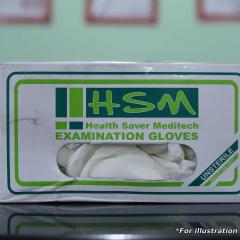 HSM
Health Saver Meditech
EXAMINATION GLOVES
UNSTERILE
*For Illustration